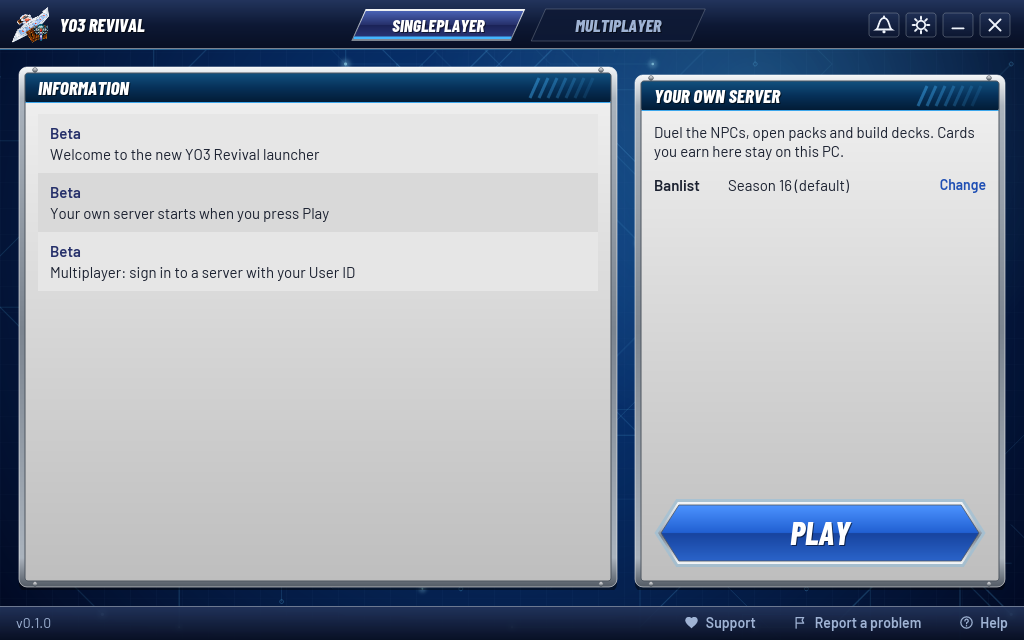 YO3 REVIVAL
SINGLEPLAYER
MULTIPLAYER
INFORMATION
Beta
Welcome to the new YO3 Revival launcher
Beta
Your own server starts when you press Play
Beta
Multiplayer: sign in to a server with your User ID
YOUR OWN SERVER
Duel the NPCs, open packs and build decks. Cards
you earn here stay on this PC.
Banlist Season 16 (default) Change
PLAY
v0.1.0
Support
Report a problem
Help